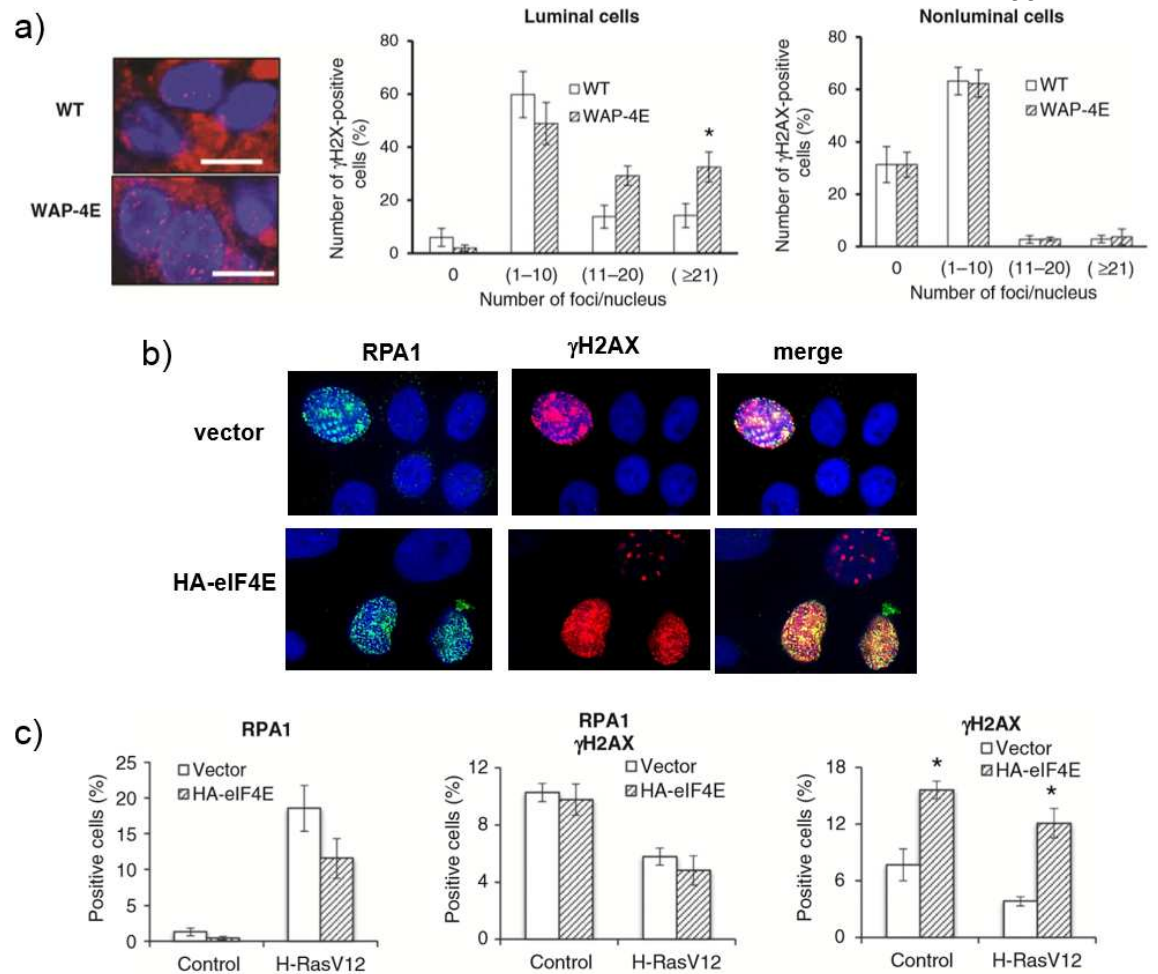 a)
WT
WAP-4E
Luminal cells
Number of γH2X-positive
cells (%)
80
60
40
20
0
WT
WAP-4E
*
0
(1–10)
(11–20)
(≥21)
Number of foci/nucleus
Nonluminal cells
Number of γH2AX-positive
cells (%)
80
60
40
20
0
WT
WAP-4E
0
(1–10)
(11–20)
(≥21)
Number of foci/nucleus
b)
RPA1
γH2AX
merge
vector
HA-eIF4E
c)
RPA1
Positive cells (%)
25
20
15
10
5
0
Vector
HA-eIF4E
Control
H-RasV12
RPA1
γH2AX
Positive cells (%)
12
8
4
0
Vector
HA-eIF4E
Control
H-RasV12
γH2AX
Positive cells (%)
18
12
6
0
Vector
HA-eIF4E
*
*
Control
H-RasV12